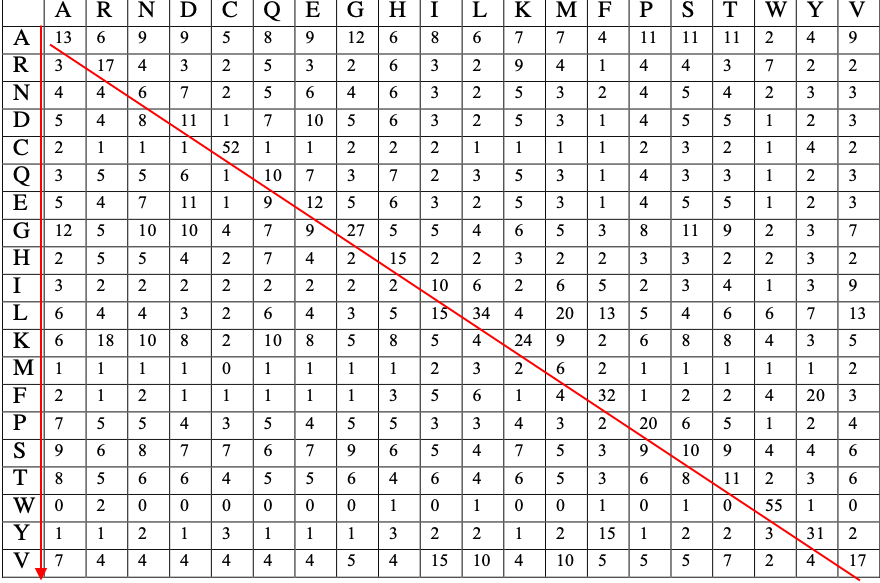 A R N D C Q E G H I L K M F P S T W Y V
A 13 6 9 9 5 8 9 12 6 8 6 7 7 4 11 11 11 2 4 9
R 3 17 4 3 2 5 3 2 6 3 2 9 4 1 4 4 3 7 2 2
N 4 4 6 7 2 5 6 4 6 3 2 5 3 2 4 5 4 2 3 3
D 5 4 8 11 1 7 10 5 6 3 2 5 3 1 4 5 5 1 2 3
C 2 1 1 1 52 1 1 2 2 2 1 1 1 1 2 3 2 1 4 2
Q 3 5 5 6 1 10 7 3 7 2 3 5 3 1 4 3 3 1 2 3
E 5 4 7 11 1 9 12 5 6 3 2 5 3 1 4 5 5 1 2 3
G 12 5 10 10 4 7 9 27 5 5 4 6 5 3 8 11 9 2 3 7
H 2 5 5 4 2 7 4 2 15 2 2 3 2 2 3 3 2 2 3 2
I 3 2 2 2 2 2 2 2 2 10 6 2 6 5 2 3 4 1 3 9
L 6 4 4 3 2 6 4 3 5 15 34 4 20 13 5 4 6 6 7 13
K 6 18 10 8 2 10 8 5 8 5 4 24 9 2 6 8 8 4 3 5
M 1 1 1 1 0 1 1 1 1 2 3 2 6 2 1 1 1 1 1 2
F 2 1 2 1 1 1 1 1 3 5 6 1 4 32 1 2 2 4 20 3
P 7 5 5 4 3 5 4 5 5 3 3 4 3 2 20 6 5 1 2 4
S 9 6 8 7 7 6 7 9 6 5 4 7 5 3 9 10 9 4 4 6
T 8 5 6 6 4 5 5 6 4 6 4 6 5 3 6 8 11 2 3 6
W 0 2 0 0 0 0 0 0 1 0 1 0 0 1 0 1 0 55 1 0
Y 1 1 2 1 3 1 1 1 3 2 2 1 2 15 1 2 2 3 31 2
V 7 4 4 4 4 4 4 5 4 15 10 4 10 5 5 5 7 2 4 17